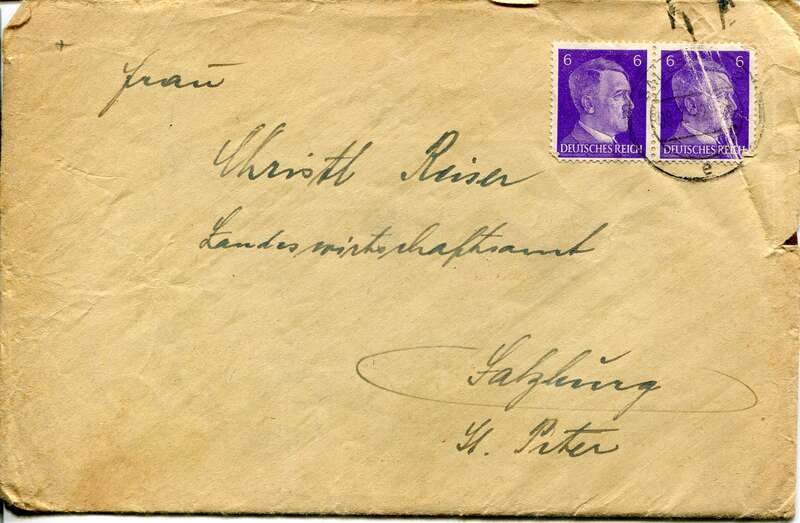 6 6
DEUTSCHES REICH
6 6
DEUTSCHES REICH
e
Frau
Christl Reiser
Landeswirtschaftsamt
Salzburg
St. Peter